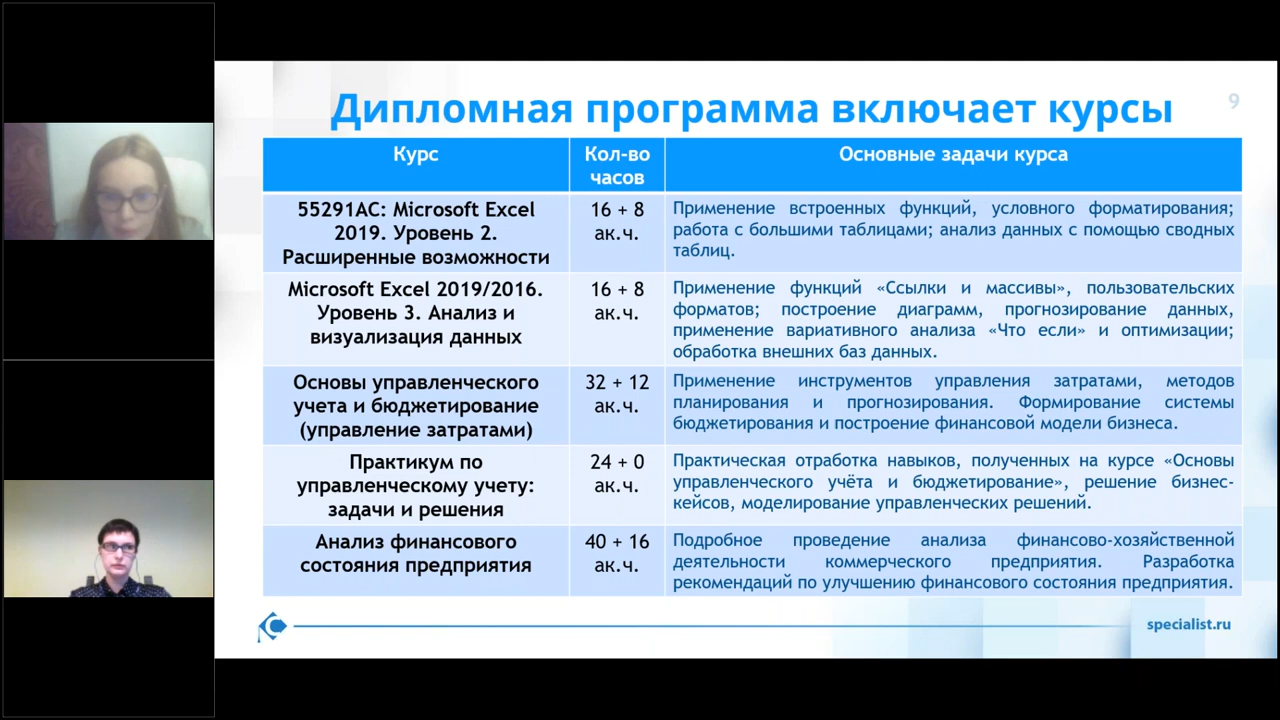 Дипломная программа включает курсы
9
Курс
Кол-во
часов
Основные задачи курса
55291AC: Microsoft Excel
2019. Уровень 2.
Расширенные возможности
16 + 8
ак.ч.
Применение встроенных функций, условного форматирования;
работа с большими таблицами; анализ данных с помощью сводных
таблиц.
Microsoft Excel 2019/2016.
Уровень 3. Анализ и
визуализация данных
16 + 8
ак.ч.
Применение функций «Ссылки и массивы», пользовательских
форматов; построение диаграмм, прогнозирование данных,
применение вариативного анализа «Что если» и оптимизации;
обработка внешних баз данных.
Основы управленческого
учета и бюджетирование
(управление затратами)
32 + 12
ак.ч.
Применение инструментов управления затратами, методов
планирования и прогнозирования. Формирование системы
бюджетирования и построение финансовой модели бизнеса.
Практикум по
управленческому учету:
задачи и решения
24 + 0
ак.ч.
Практическая отработка навыков, полученных на курсе «Основы
управленческого учёта и бюджетирование», решение бизнес-
кейсов, моделирование управленческих решений.
Анализ финансового
состояния предприятия
40 + 16
ак.ч.
Подробное проведение анализа финансово-хозяйственной
деятельности коммерческого предприятия. Разработка
рекомендаций по улучшению финансового состояния предприятия.
specialist.ru